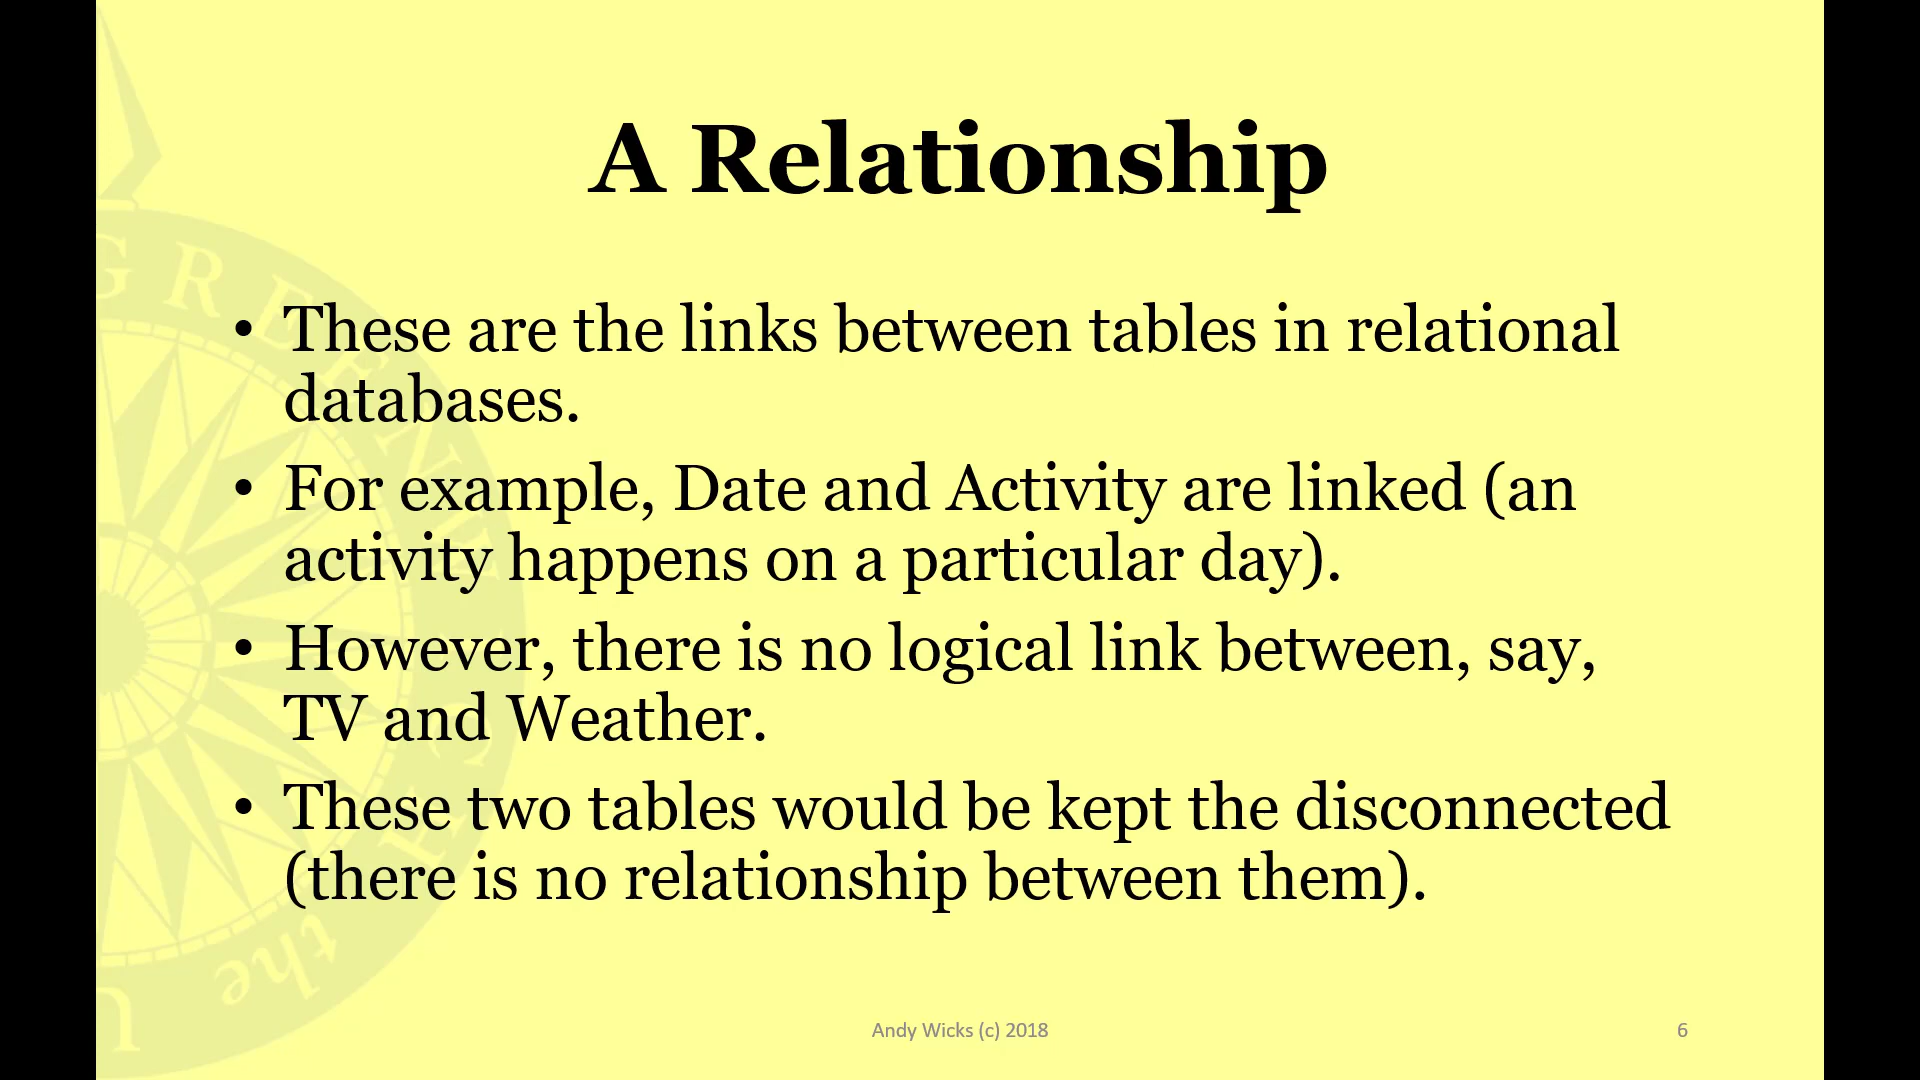 A Relationship
• These are the links between tables in relational
databases.
• For example, Date and Activity are linked (an
activity happens on a particular day).
• However, there is no logical link between, say,
TV and Weather.
• These two tables would be kept the disconnected
(there is no relationship between them).
Andy Wicks (c) 2018
6
the